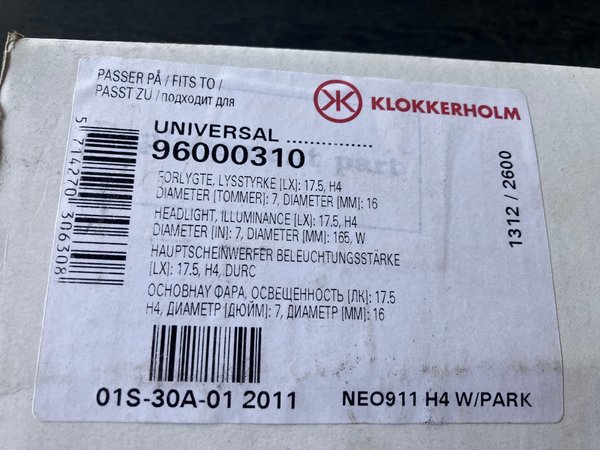 PASSER PÅ / FITS TO /
PASST ZU / подходит для
KLOKKERHOLM
UNIVERSAL ................
96000310
FORLYGTE, LYSSTYRKE [LX]: 17.5, H4
DIAMETER [TOMMER]: 7, DIAMETER [MM]: 16
HEADLIGHT, ILLUMINANCE [LX]: 17.5, H4
DIAMETER [IN]: 7, DIAMETER [MM]: 165, W
HAUPTSCHEINWERFER BELEUCHTUNGSSTÄRKE
[LX]: 17.5, H4, DURC
ОСНОВНАУ ФАРА, ОСВЕЩЕННОСТЬ [ЛК]: 17.5
H4, ДИАМЕТР [ДЮЙМ]: 7, ДИАМЕТР [ММ]: 16
5 714270 306308
1312 / 2600
01S-30A-01 2011
NEO911 H4 W/PARK